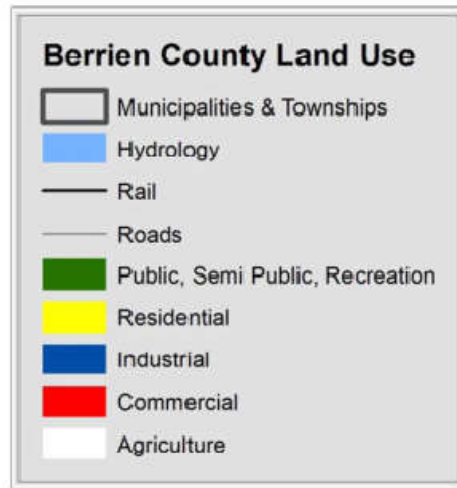 Berrien County Land Use
Municipalities & Townships
Hydrology
Rail
Roads
Public, Semi Public, Recreation
Residential
Industrial
Commercial
Agriculture